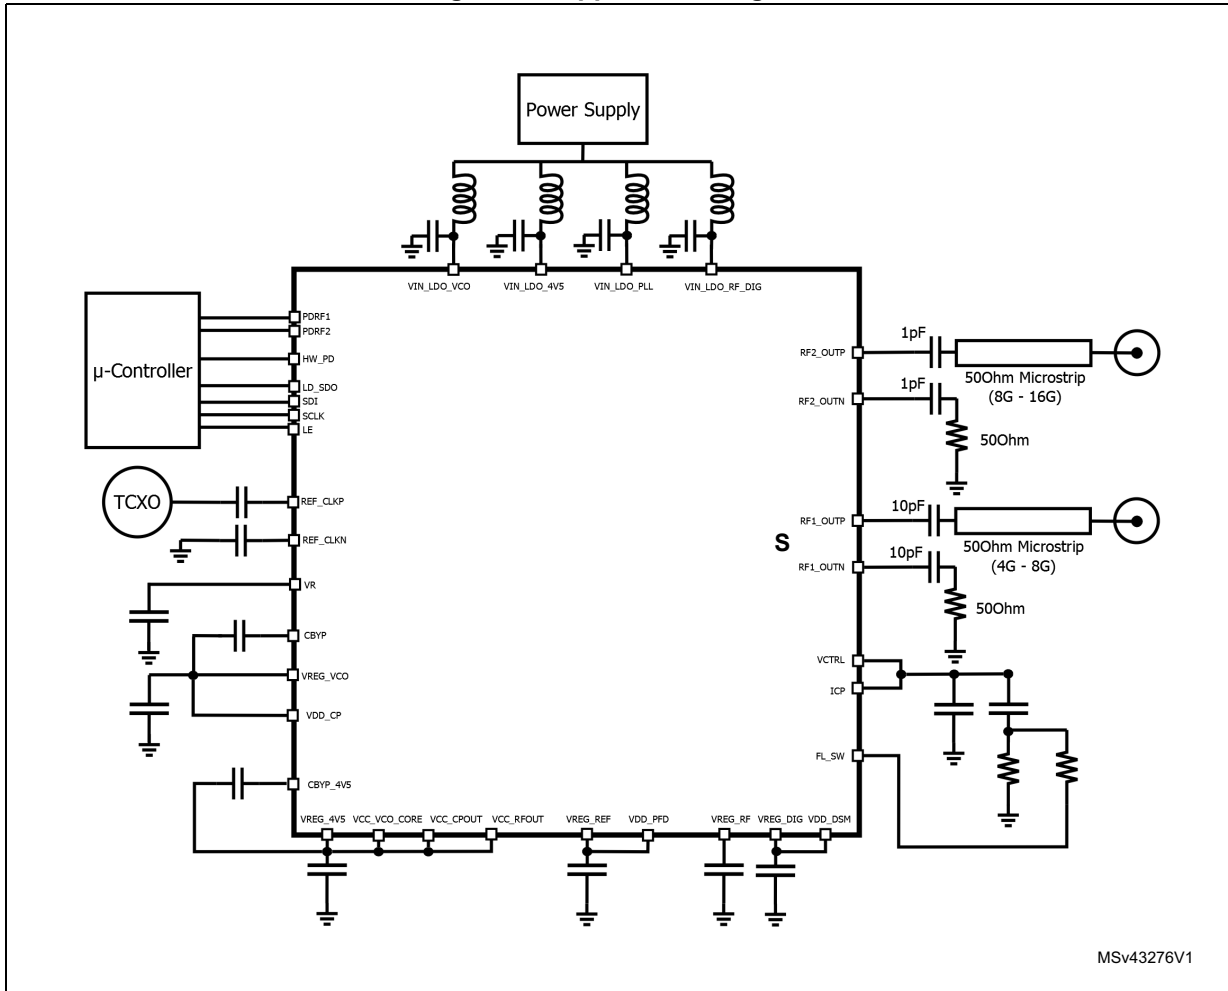 Power Supply
VIN_LDO_VCO
VIN_LDO_4V5
VIN_LDO_PLL
VIN_LDO_RF_DIG
µ-Controller
PDRF1
PDRF2
HW_PD
LD_SDO
SDI
SCLK
LE
TCXO
REF_CLKP
REF_CLKN
VR
CBYP
VREG_VCO
VDD_CP
CBYP_4V5
VREG_4V5
VCC_VCO_CORE
VCC_CPOUT
VCC_RFOUT
VREG_REF
VDD_PFD
VREG_RF
VREG_DIG
VDD_DSM
RF2_OUTP
1pF
50Ohm Microstrip
(8G - 16G)
RF2_OUTN
1pF
50Ohm
S
RF1_OUTP
10pF
50Ohm Microstrip
(4G - 8G)
RF1_OUTN
10pF
50Ohm
VCTRL
ICP
FL_SW
MSv43276V1